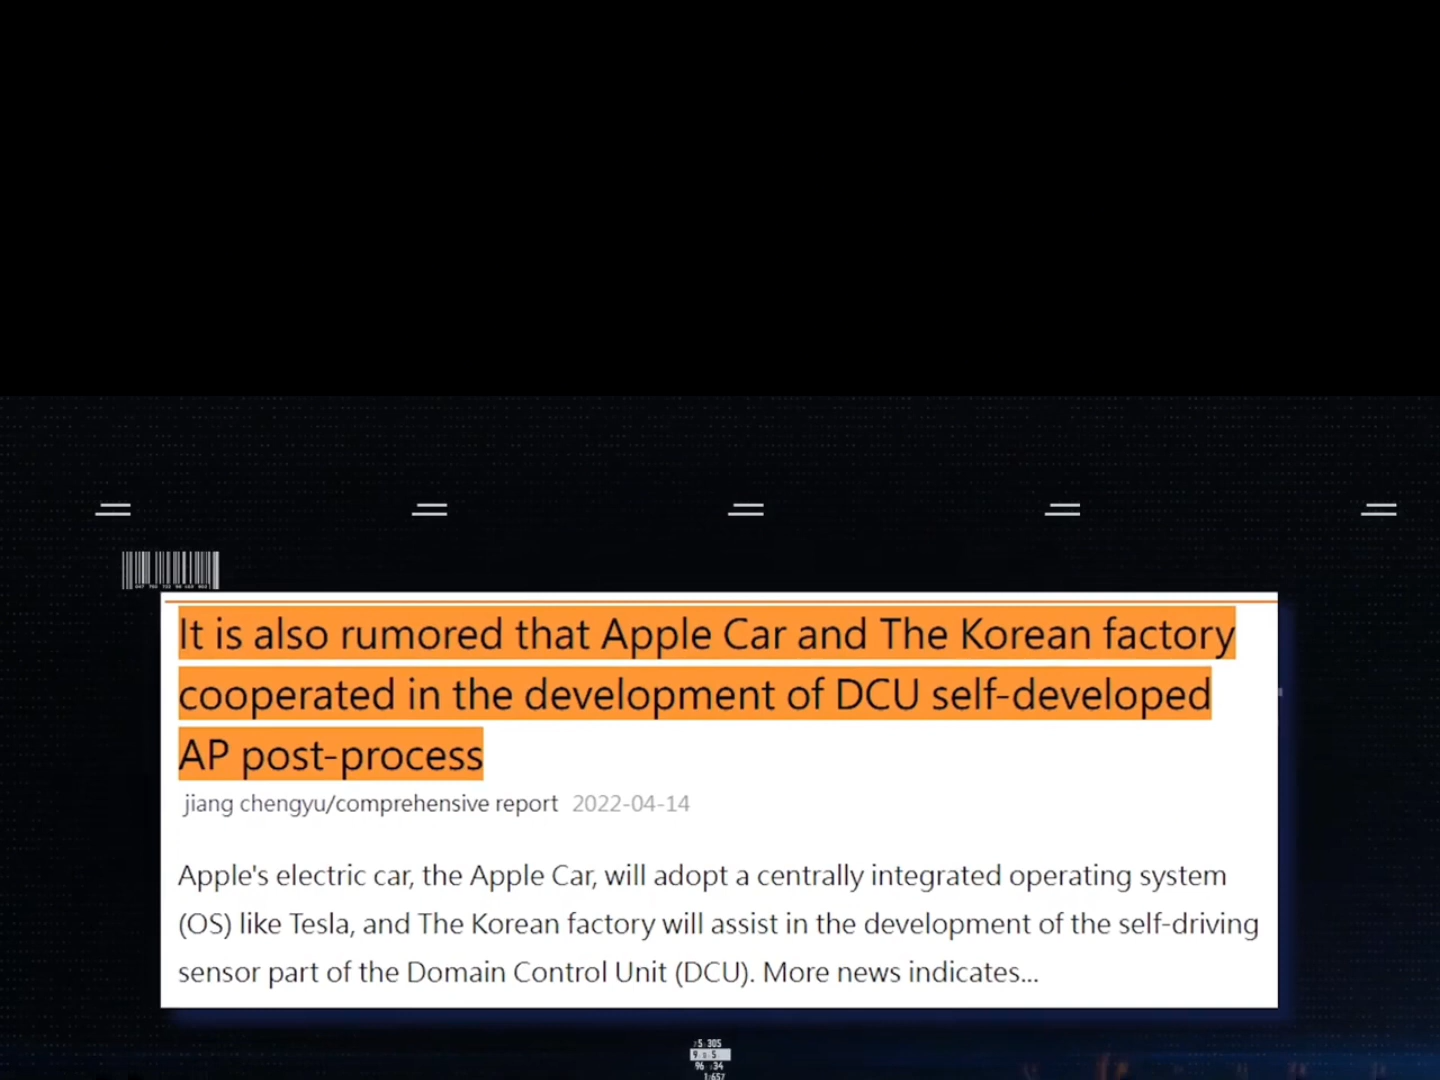 It is also rumored that Apple Car and The Korean factory
cooperated in the development of DCU self-developed
AP post-process
jiang chengyu/comprehensive report 2022-04-14
Apple's electric car, the Apple Car, will adopt a centrally integrated operating system
(OS) like Tesla, and The Korean factory will assist in the development of the self-driving
sensor part of the Domain Control Unit (DCU). More news indicates...